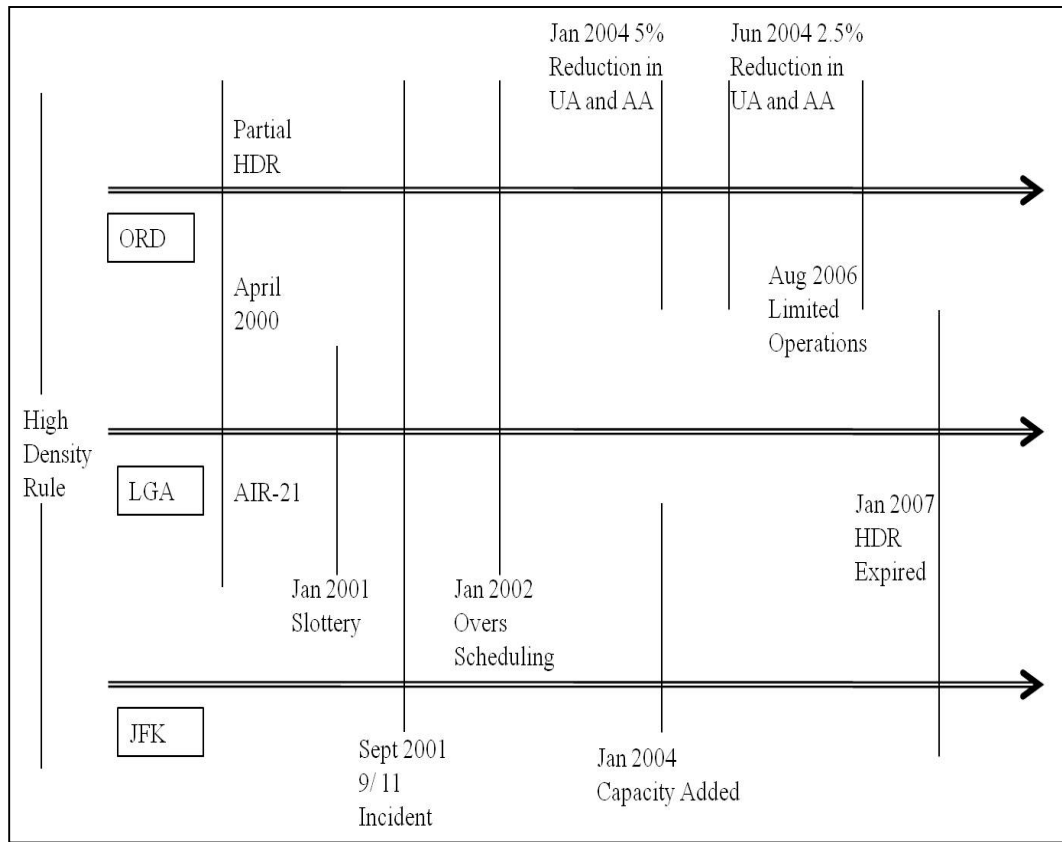 Jan 2004 5%
Reduction in
UA and AA
Jun 2004 2.5%
Reduction in
UA and AA
Partial
HDR
ORD
April
2000
Aug 2006
Limited
Operations
High
Density
Rule
LGA
AIR-21
Jan 2007
HDR
Expired
Jan 2001
Slottery
Jan 2002
Overs
Scheduling
JFK
Sept 2001
9/ 11
Incident
Jan 2004
Capacity Added